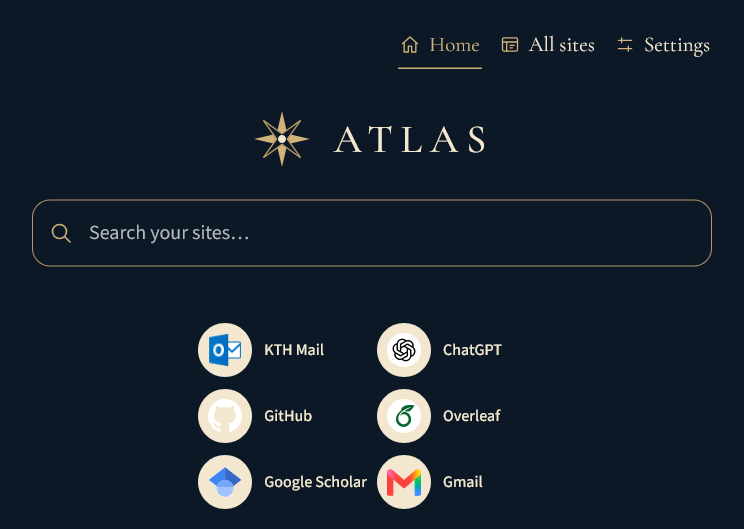 Home All sites Settings
ATLAS
Search your sites...
KTH Mail ChatGPT
GitHub Overleaf
Google Scholar Gmail